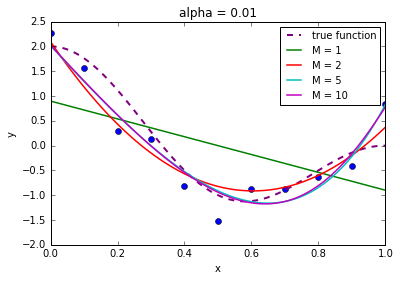 alpha = 0.01
true function
M = 1
M = 2
M = 5
M = 10
2.5
2.0
1.5
1.0
0.5
0.0
−0.5
−1.0
−1.5
−2.0
y
0.0 0.2 0.4 0.6 0.8 1.0
x